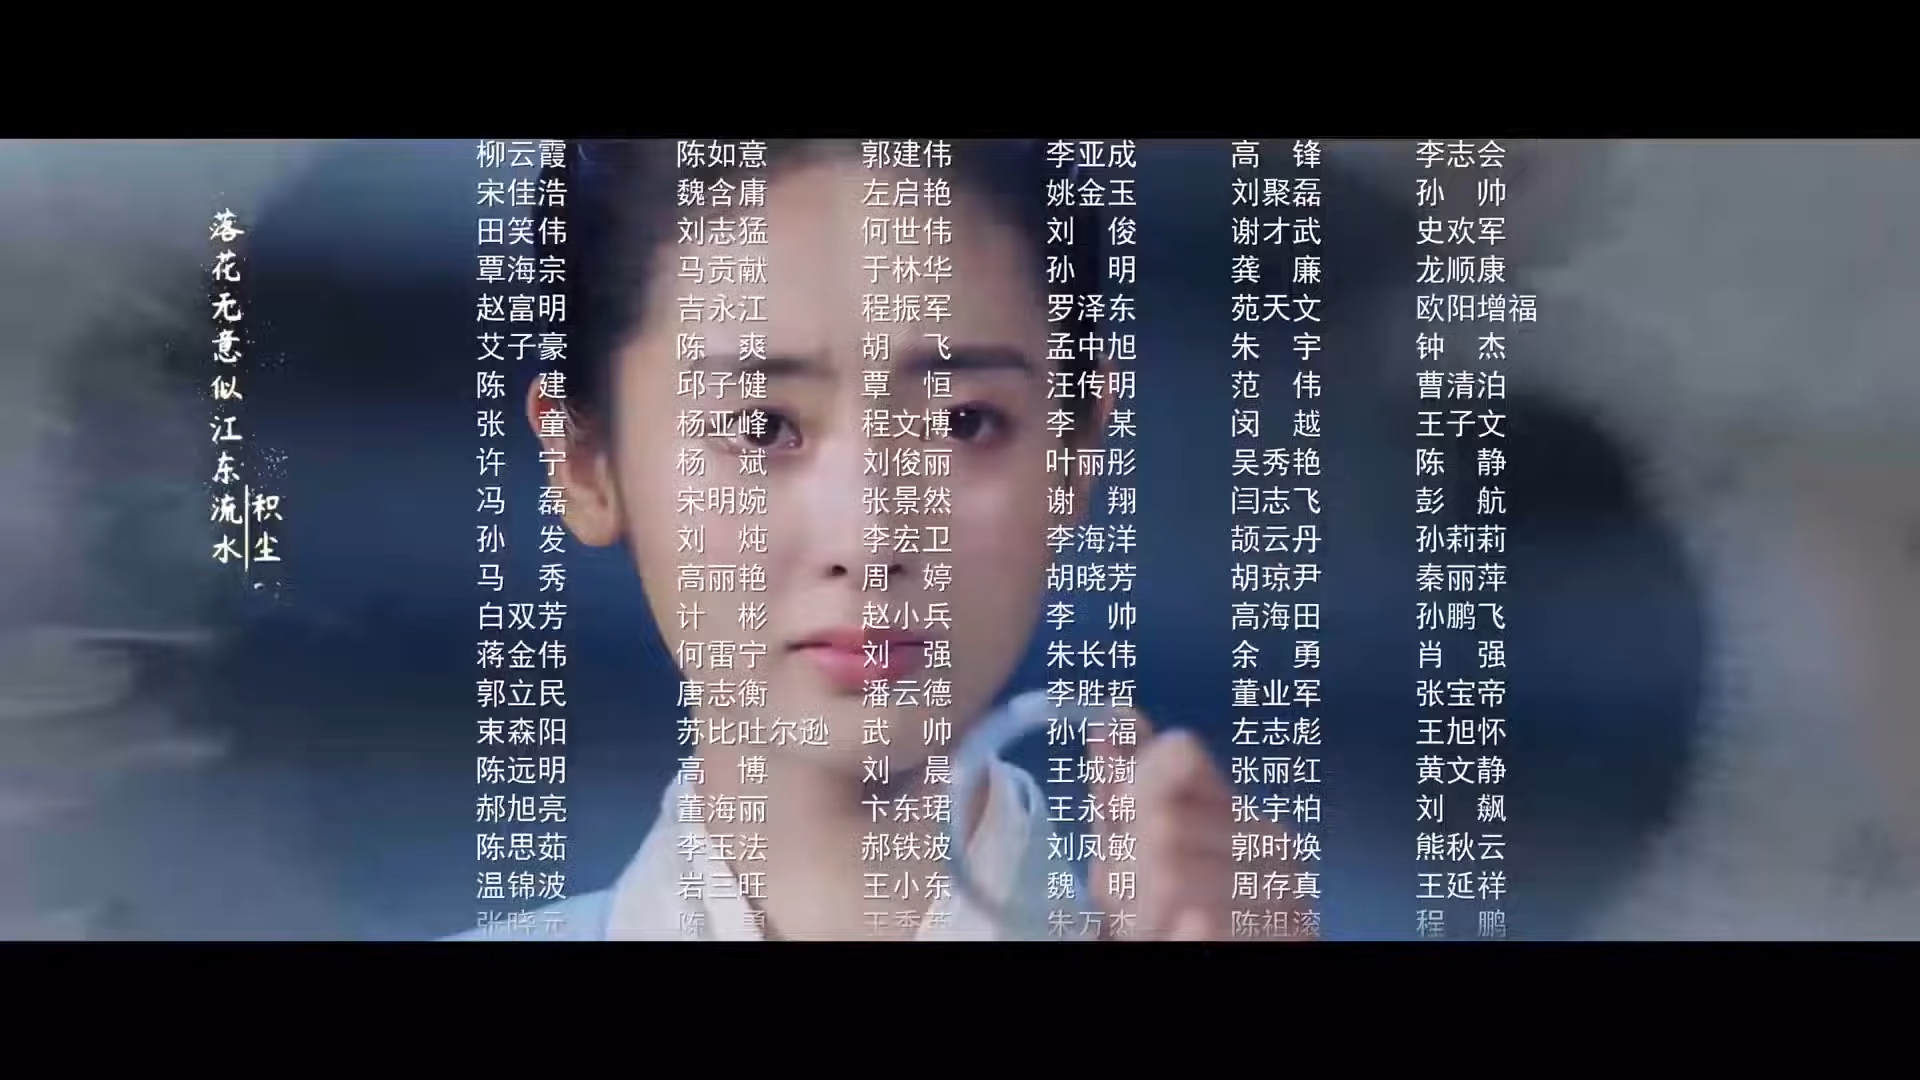 落花无意似江东流水
积尘
柳云霞 陈如意 郭建伟 李亚成 高　锋 李志会
宋佳浩 魏含庸 左启艳 姚金玉 刘聚磊 孙　帅
田笑伟 刘志猛 何世伟 刘　俊 谢才武 史欢军
覃海宗 马贡献 于林华 孙　明 龚　廉 龙顺康
赵富明 吉永江 程振军 罗泽东 苑天文 欧阳增福
艾子豪 陈　爽 胡　飞 孟中旭 朱　宇 钟　杰
陈　建 邱子健 覃　恒 汪传明 范　伟 曹清泊
张　童 杨亚峰 程文博 李　某 闵　越 王子文
许　宁 杨　斌 刘俊丽 叶丽彤 吴秀艳 陈　静
冯　磊 宋明婉 张景然 谢　翔 闫志飞 彭　航
孙　发 刘　炖 李宏卫 李海洋 颉云丹 孙莉莉
马　秀 高丽艳 周　婷 胡晓芳 胡琼尹 秦丽萍
白双芳 计　彬 赵小兵 李　帅 高海田 孙鹏飞
蒋金伟 何雷宁 刘　强 朱长伟 余　勇 肖　强
郭立民 唐志衡 潘云德 李胜哲 董业军 张宝帝
束森阳 苏比吐尔逊 武　帅 孙仁福 左志彪 王旭怀
陈远明 高　博 刘　晨 王城澍 张丽红 黄文静
郝旭亮 董海丽 卞东珺 王永锦 张宇柏 刘　飙
陈思茹 李玉法 郝铁波 刘凤敏 郭时焕 熊秋云
温锦波 岩三旺 王小东 魏　明 周存真 王延祥
张晓元 陈　勇 王秀英 朱万杰 陈祖滚 程　鹏